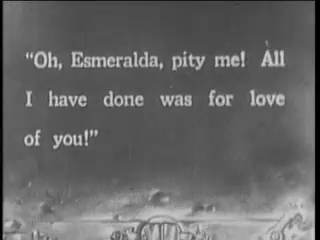 "Oh, Esmeralda, pity me! All
I have done was for love
of you!"